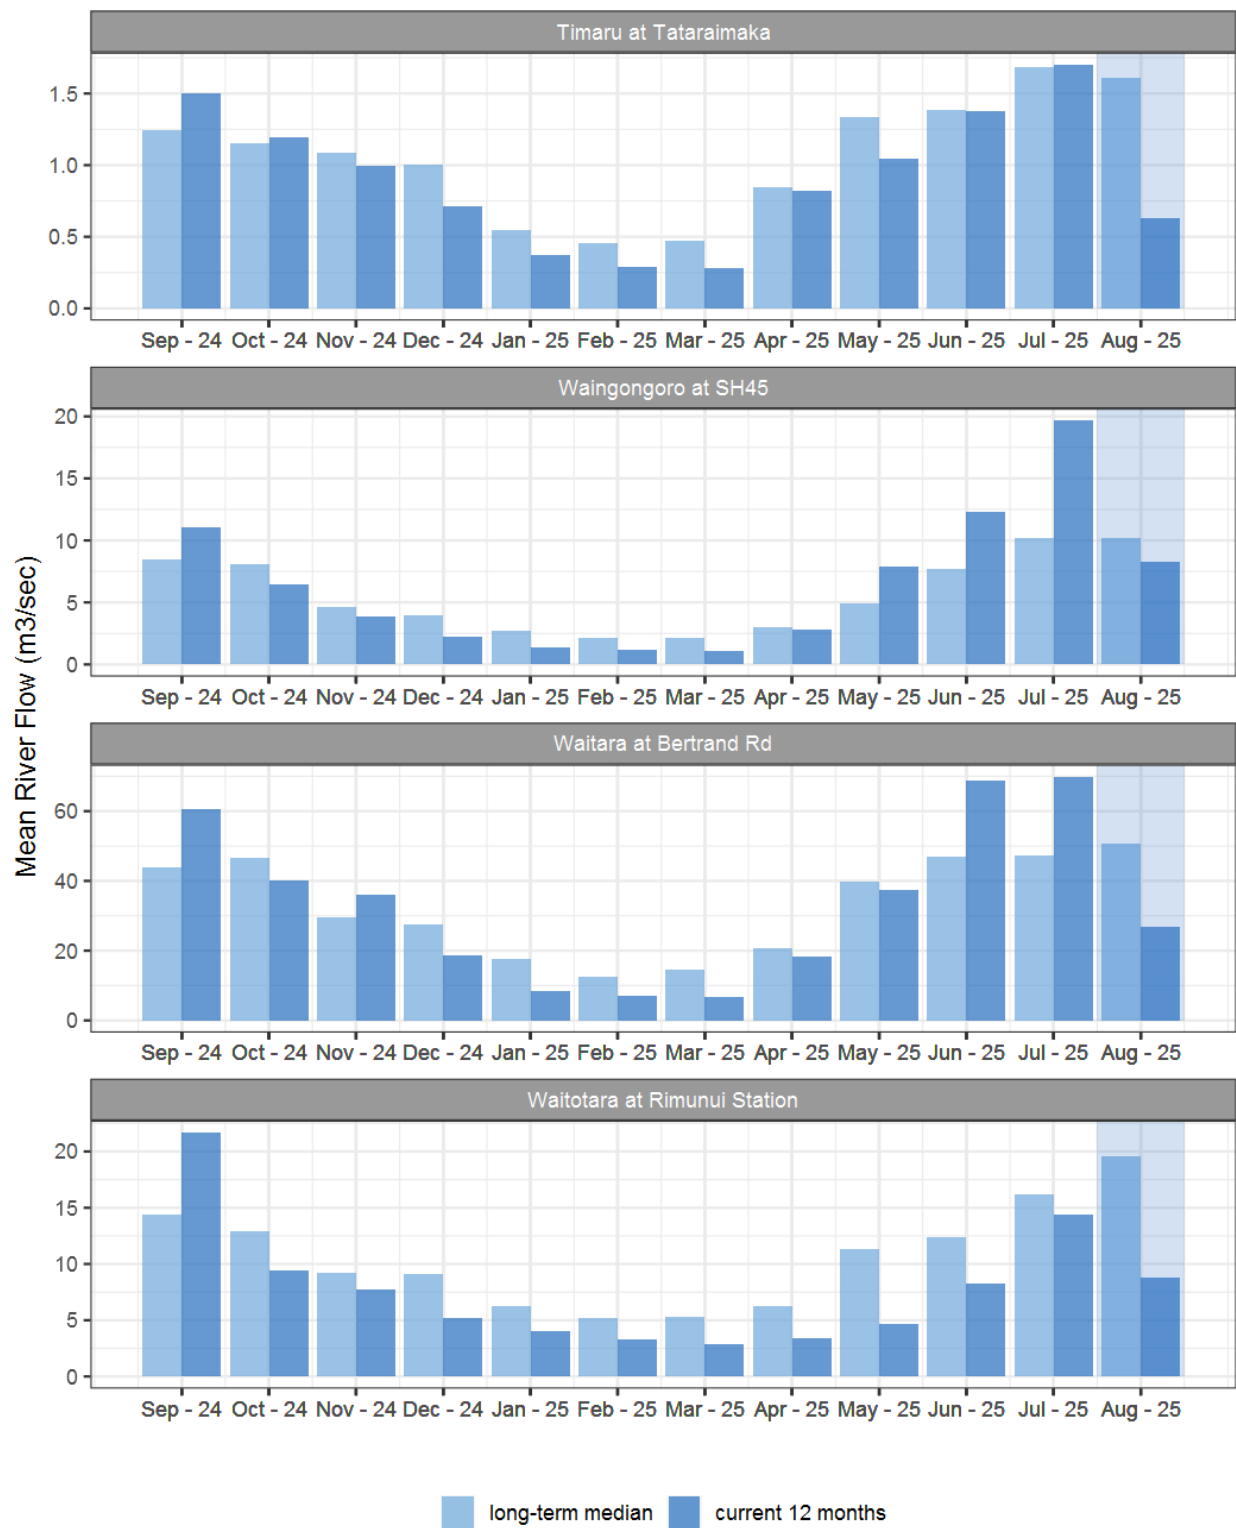 Timaru at Tataraimaka
1.5
1.0
0.5
0.0
Sep - 24 Oct - 24 Nov - 24 Dec - 24 Jan - 25 Feb - 25 Mar - 25 Apr - 25 May - 25 Jun - 25 Jul - 25 Aug - 25
Waingongoro at SH45
20
15
10
5
0
Sep - 24 Oct - 24 Nov - 24 Dec - 24 Jan - 25 Feb - 25 Mar - 25 Apr - 25 May - 25 Jun - 25 Jul - 25 Aug - 25
Mean River Flow (m3/sec)
Waitara at Bertrand Rd
60
40
20
0
Sep - 24 Oct - 24 Nov - 24 Dec - 24 Jan - 25 Feb - 25 Mar - 25 Apr - 25 May - 25 Jun - 25 Jul - 25 Aug - 25
Waitotara at Rimunui Station
20
15
10
5
0
Sep - 24 Oct - 24 Nov - 24 Dec - 24 Jan - 25 Feb - 25 Mar - 25 Apr - 25 May - 25 Jun - 25 Jul - 25 Aug - 25
long-term median current 12 months